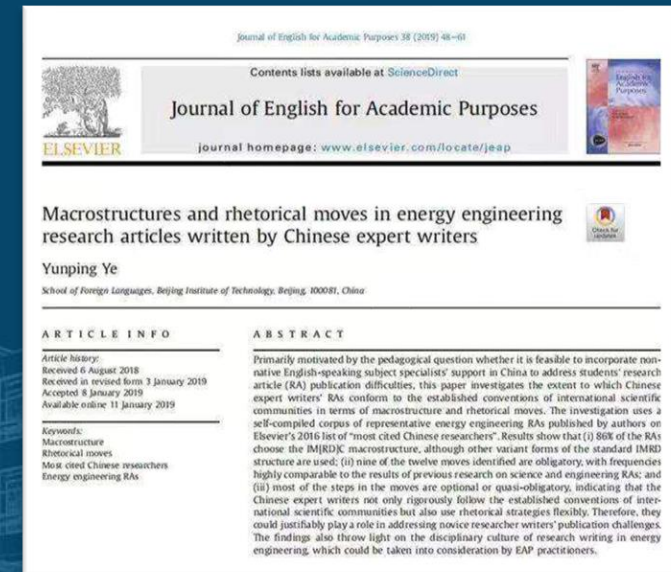 Journal of English for Academic Purposes 38 (2019) 48–61
Contents lists available at ScienceDirect
Journal of English for Academic Purposes
ELSEVIER
journal homepage: www.elsevier.com/locate/jeap
English for
Academic
Purposes
Macrostructures and rhetorical moves in energy engineering
research articles written by Chinese expert writers
Check for
updates
Yunping Ye
School of Foreign Languages, Beijing Institute of Technology, Beijing, 100081, China
ARTICLE INFO
Article history:
Received 6 August 2018
Received in revised form 3 January 2019
Accepted 8 January 2019
Available online 11 January 2019
Keywords:
Macrostructure
Rhetorical moves
Most cited Chinese researchers
Energy engineering RAs
ABSTRACT
Primarily motivated by the pedagogical question whether it is feasible to incorporate non-
native English-speaking subject specialists' support in China to address students' research
article (RA) publication difficulties, this paper investigates the extent to which Chinese
expert writers' RAs conform to the established conventions of international scientific
communities in terms of macrostructure and rhetorical moves. The investigation uses a
self-compiled corpus of representative energy engineering RAs published by authors on
Elsevier's 2016 list of "most cited Chinese researchers". Results show that (i) 86% of the RAs
choose the IM[RD]C macrostructure, although other variant forms of the standard IMRD
structure are used; (ii) nine of the twelve moves identified are obligatory, with frequencies
highly comparable to the results of previous research on science and engineering RAs; and
(iii) most of the steps in the moves are optional or quasi-obligatory, indicating that the
Chinese expert writers not only rigorously follow the established conventions of inter-
national scientific communities but also use rhetorical strategies flexibly. Therefore, they
could justifiably play a role in addressing novice researcher writers' publication challenges.
The findings also throw light on the disciplinary culture of research writing in energy
engineering, which could be taken into consideration by EAP practitioners.